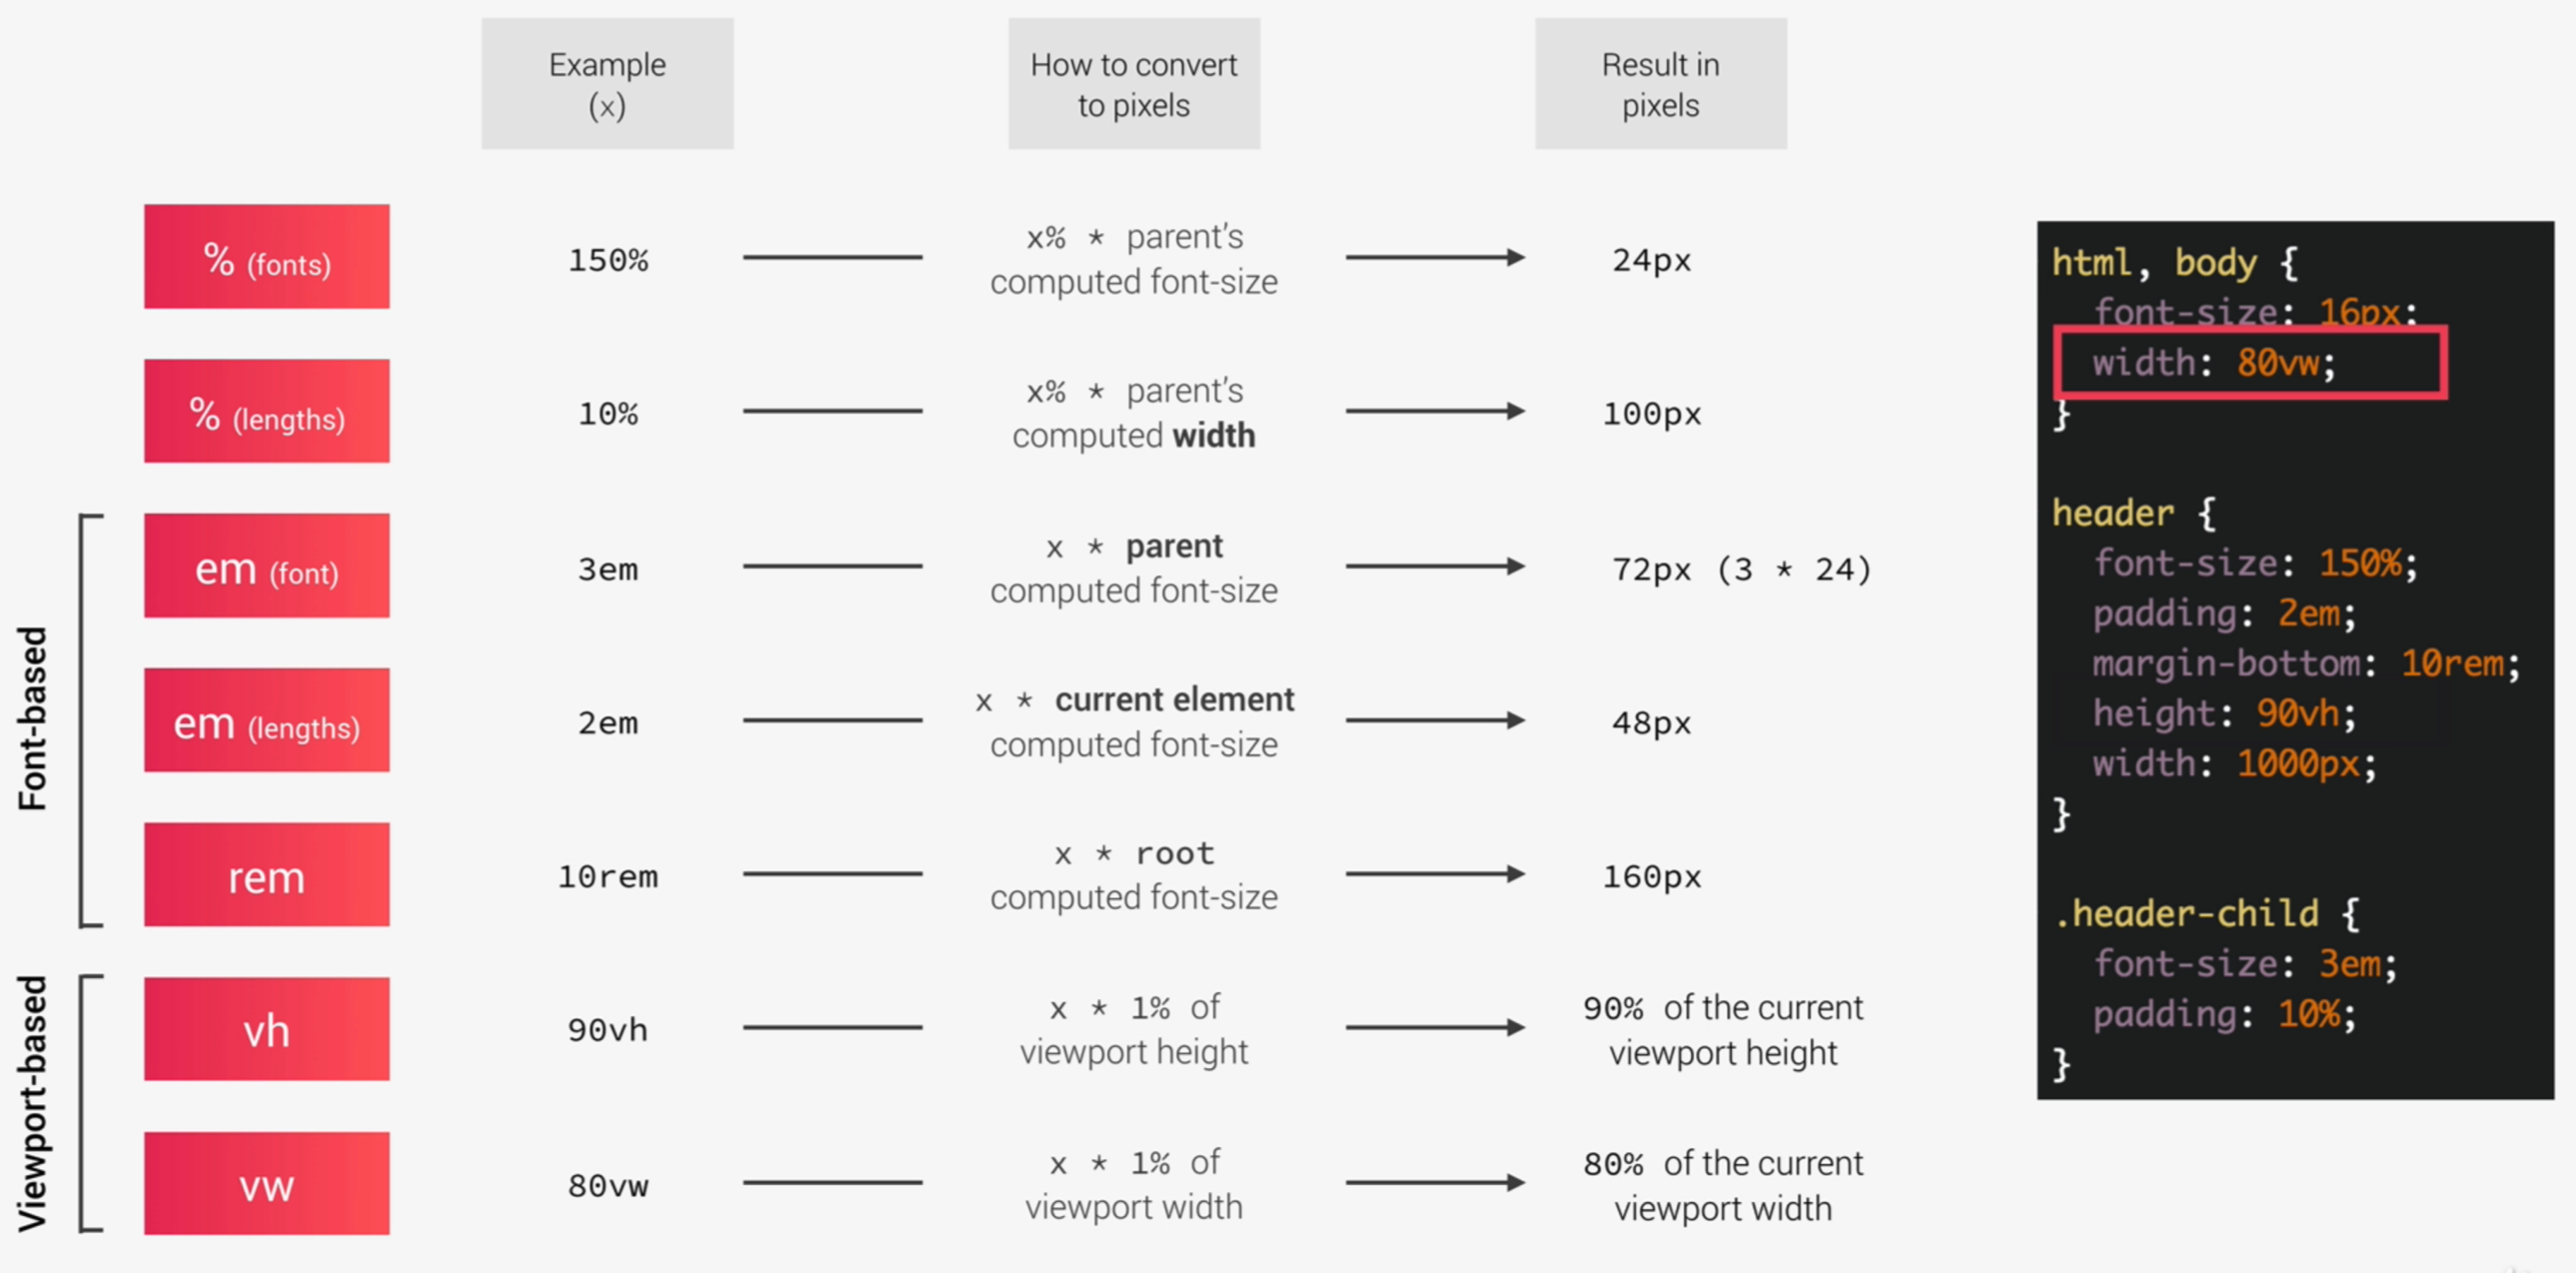 Example
(x)
How to convert
to pixels
Result in
pixels
% (fonts)
150%
x% * parent's
computed font-size
24px
% (lengths)
10%
x% * parent's
computed width
100px
Font-based
em (font)
3em
x * parent
computed font-size
72px (3 * 24)
em (lengths)
2em
x * current element
computed font-size
48px
rem
10rem
x * root
computed font-size
160px
Viewport-based
vh
90vh
x * 1% of
viewport height
90% of the current
viewport height
vw
80vw
x * 1% of
viewport width
80% of the current
viewport width
html, body {
font-size: 16px;
width: 80vw;
}
header {
font-size: 150%;
padding: 2em;
margin-bottom: 10rem;
height: 90vh;
width: 1000px;
}
.header-child {
font-size: 3em;
padding: 10%;
}